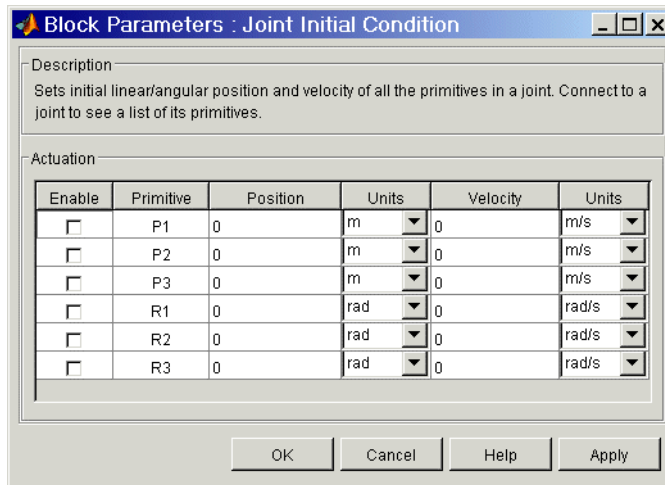 Block Parameters : Joint Initial Condition
Description
Sets initial linear/angular position and velocity of all the primitives in a joint. Connect to a
joint to see a list of its primitives.
Actuation
Enable Primitive Position Units Velocity Units
P1 0 m 0 m/s
P2 0 m 0 m/s
P3 0 m 0 m/s
R1 0 rad 0 rad/s
R2 0 rad 0 rad/s
R3 0 rad 0 rad/s
OK Cancel Help Apply